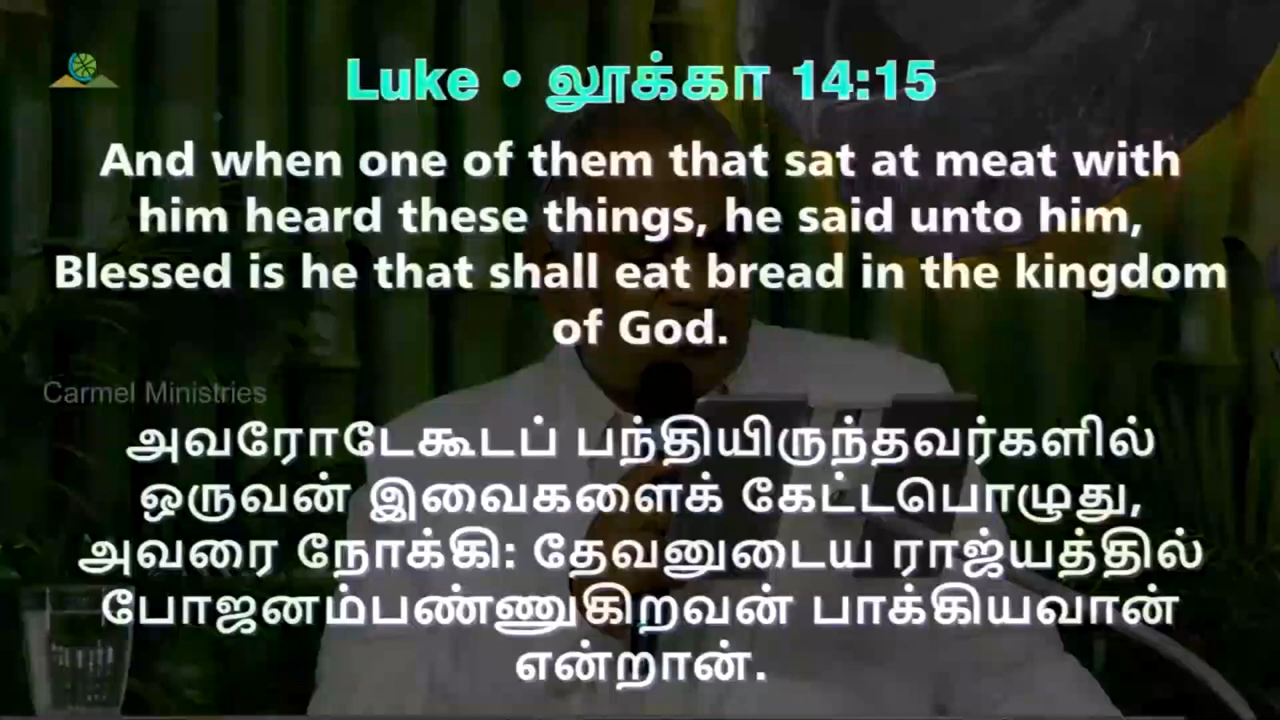 Luke • லூக்கா 14:15
And when one of them that sat at meat with
him heard these things, he said unto him,
Blessed is he that shall eat bread in the kingdom
of God.
Carmel Ministries
அவரோடேகூடப் பந்தியிருந்தவர்களில்
ஒருவன் இவைகளைக் கேட்டபொழுது,
அவரை நோக்கி: தேவனுடைய ராஜ்யத்தில்
போஜனம்பண்ணுகிறவன் பாக்கியவான்
என்றான்.